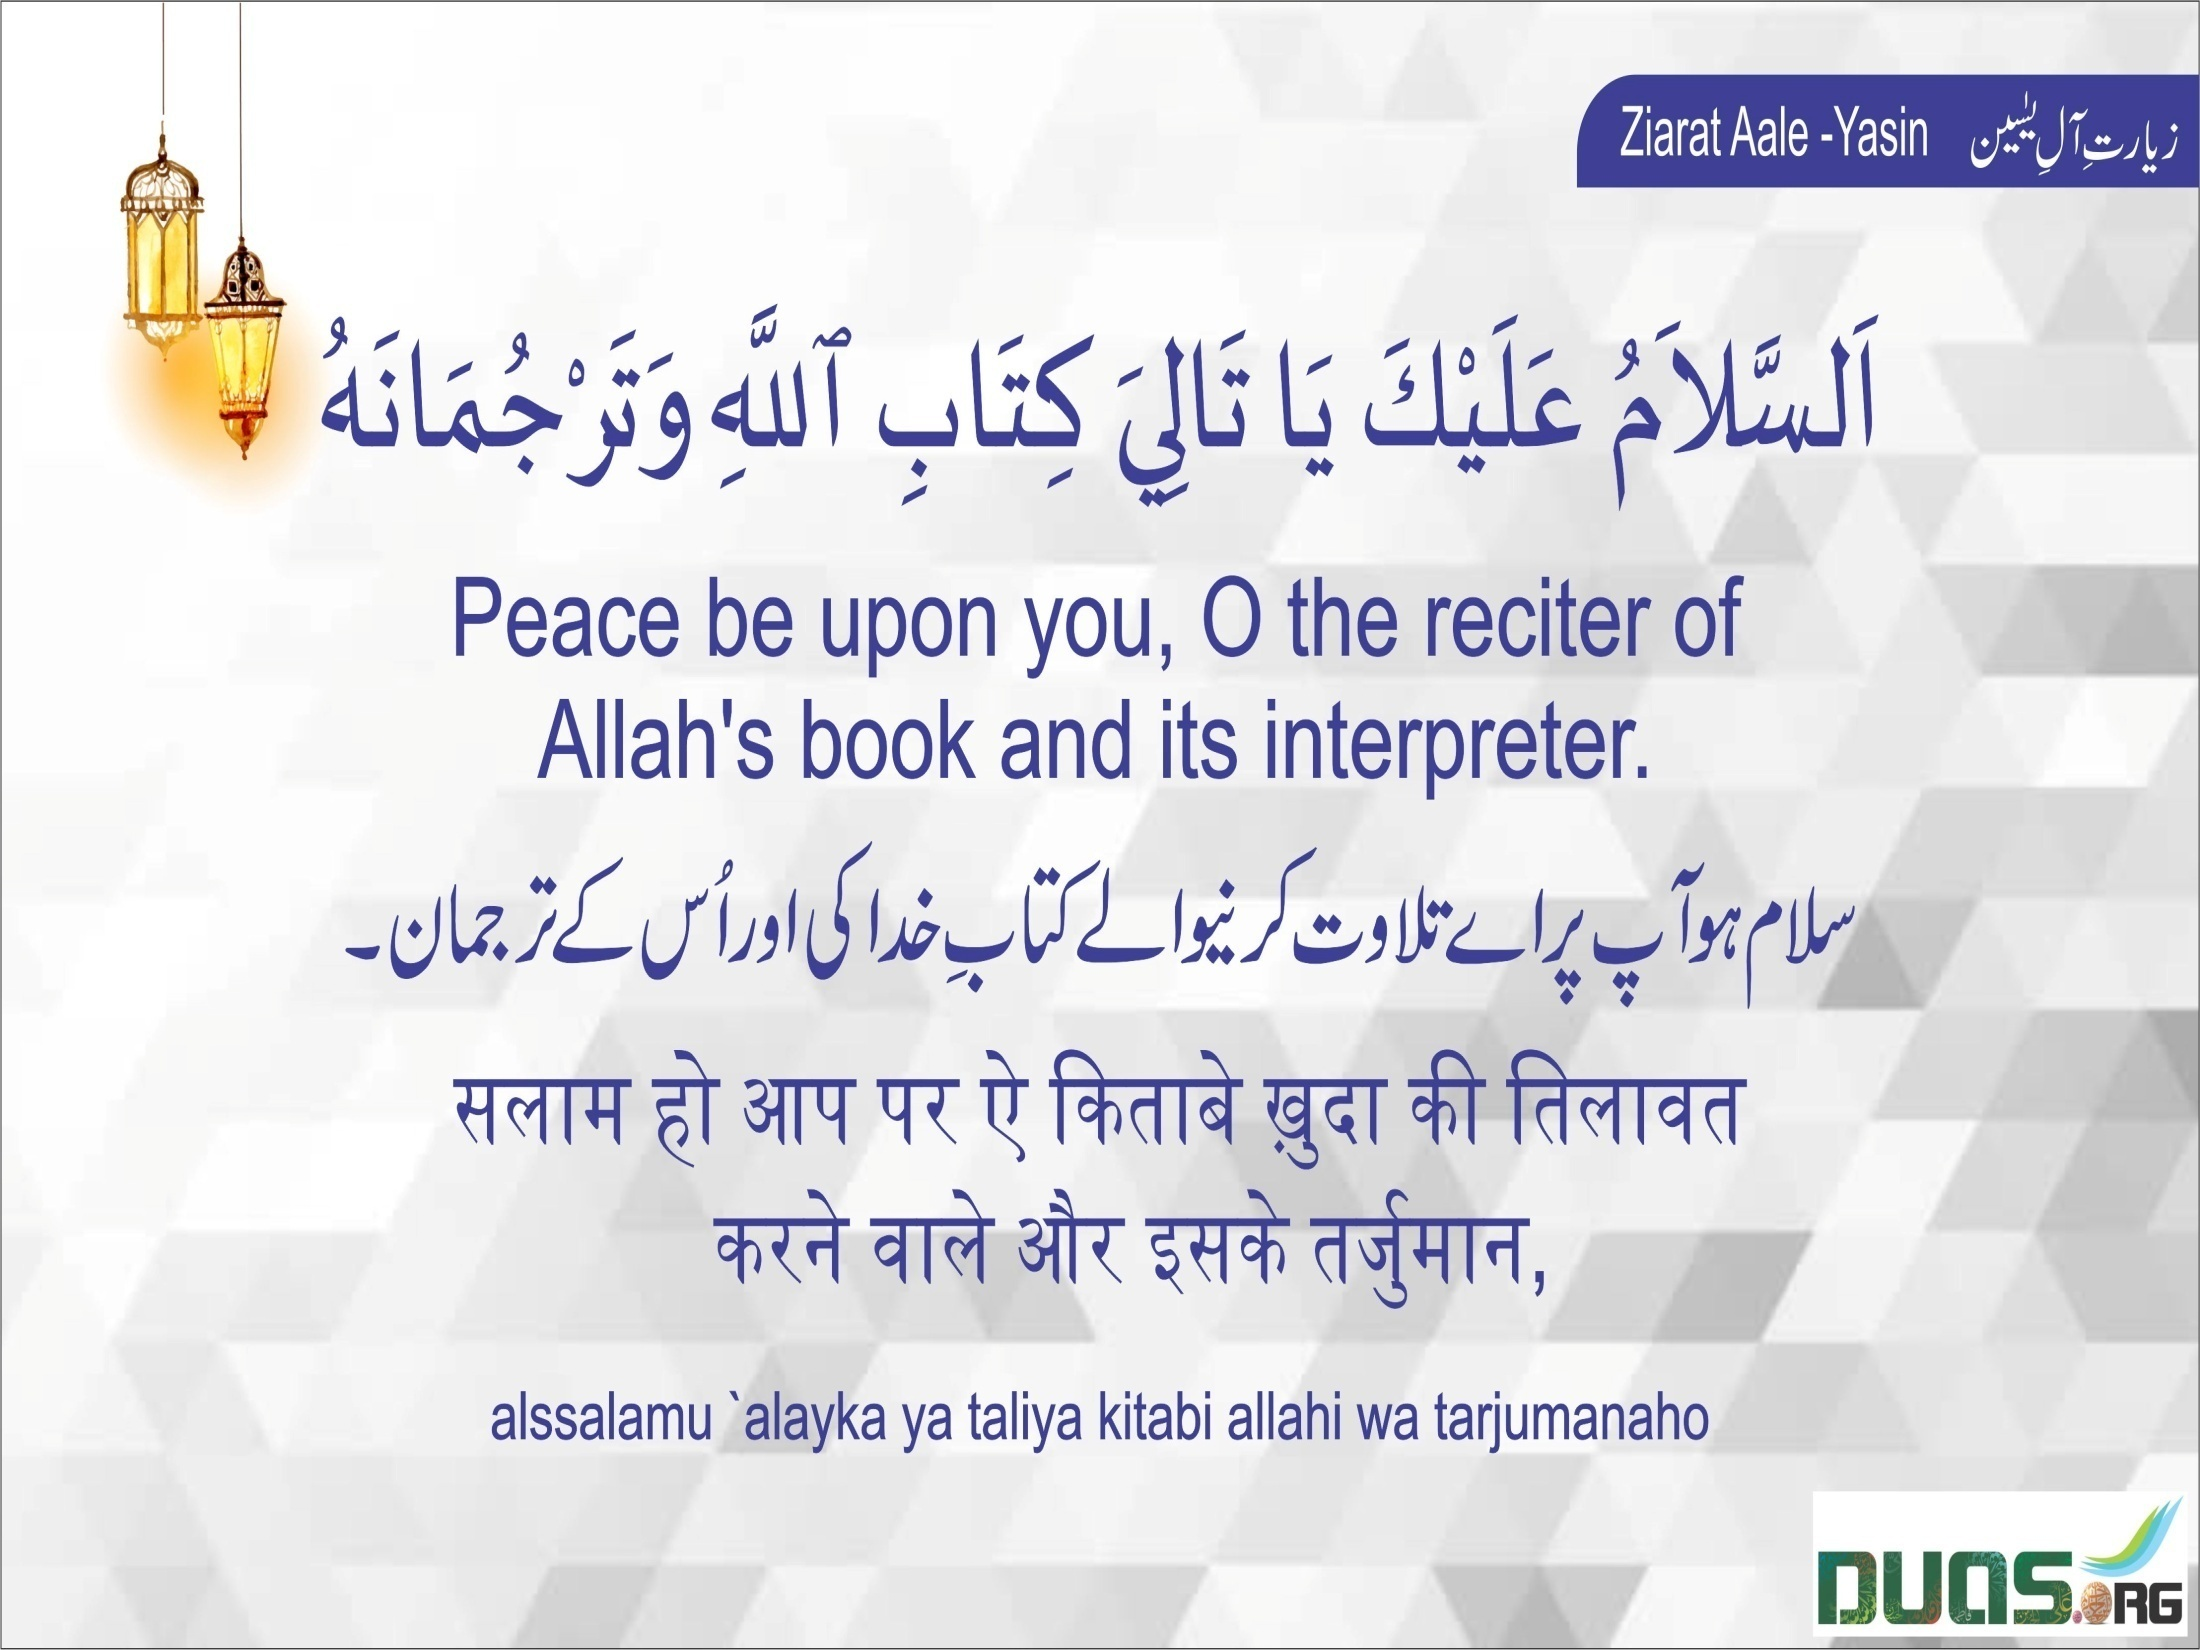 Ziarat Aale -Yasin زیارتِ آلِ یٰسین
اَلسَّلاَمُ عَلَيْكَ يَا تَالِيَ كِتَابِ ٱللَّهِ وَتَرْجُمَانَهُ
Peace be upon you, O the reciter of
Allah's book and its interpreter.
سلام ہو آپ پر اے تلاوت کرنیوالے کتابِ خدا کی اور اُس کے ترجمان۔
सलाम हो आप पर ऐ किताबे ख़ुदा की तिलावत
करने वाले और इसके तर्जुमान,
alssalamu `alayka ya taliya kitabi allahi wa tarjumanaho
DUAS.ORG